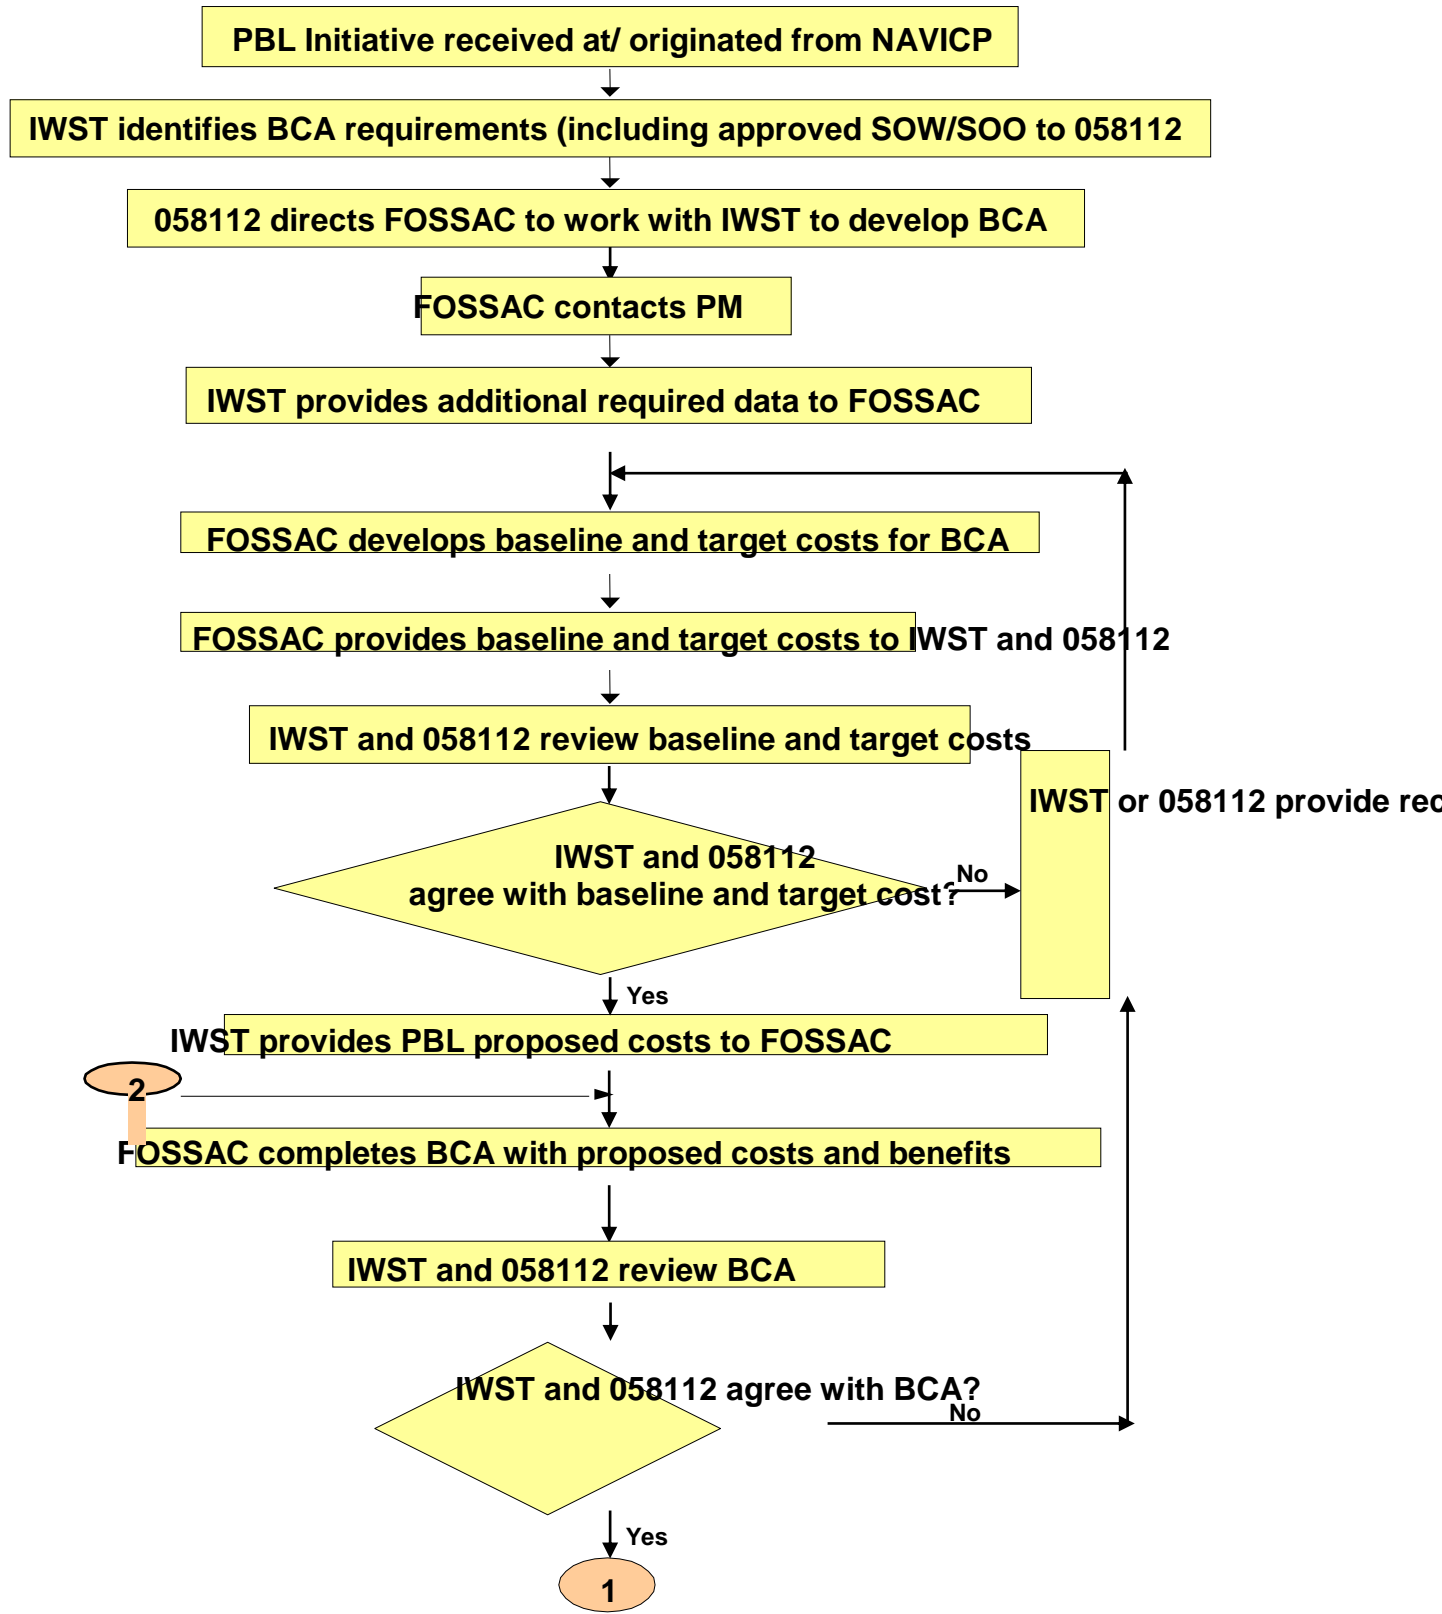 PBL Initiative received at/ originated from NAVICP
IWST identifies BCA requirements (including approved SOW/SOO to 058112
058112 directs FOSSAC to work with IWST to develop BCA
FOSSAC contacts PM
IWST provides additional required data to FOSSAC
FOSSAC develops baseline and target costs for BCA
FOSSAC provides baseline and target costs to IWST and 058112
IWST and 058112 review baseline and target costs
IWST or 058112 provide
IWST and 058112
agree with baseline and target cost?
No
Yes
IWST provides PBL proposed costs to FOSSAC
2
FOSSAC completes BCA with proposed costs and benefits
IWST and 058112 review BCA
IWST and 058112 agree with BCA?
No
Yes
1